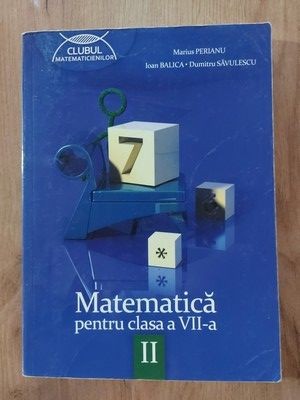 CLUBUL
MATEMATICIENILOR
Marius PERIANU
Ioan BALICA • Dumitru SĂVULESCU
7
*
*
Matematică
pentru clasa a VII-a
II